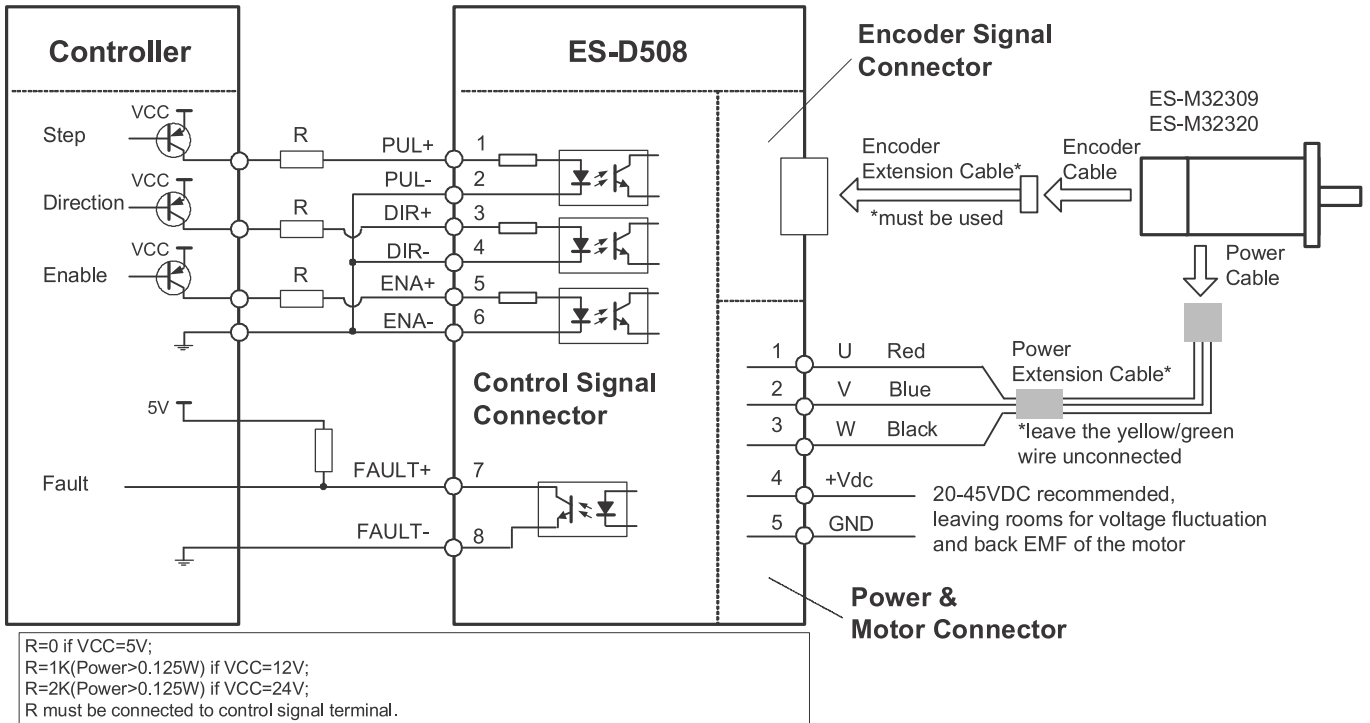 Controller
ES-D508
Encoder Signal
Connector
ES-M32309
ES-M32320
VCC
Step
R
PUL+
1
PUL-
2
VCC
Direction
R
DIR+
3
DIR-
4
VCC
Enable
R
ENA+
5
ENA-
6
Encoder
Extension Cable*
*must be used
Encoder
Cable
Power
Cable
Control Signal
Connector
1
U
Red
2
V
Blue
3
W
Black
Power
Extension Cable*
*leave the yellow/green
wire unconnected
4
+Vdc
5
GND
20-45VDC recommended,
leaving rooms for voltage fluctuation
and back EMF of the motor
5V
Fault
FAULT+
7
FAULT-
8
Power &
Motor Connector
R=0 if VCC=5V;
R=1K(Power>0.125W) if VCC=12V;
R=2K(Power>0.125W) if VCC=24V;
R must be connected to control signal terminal.